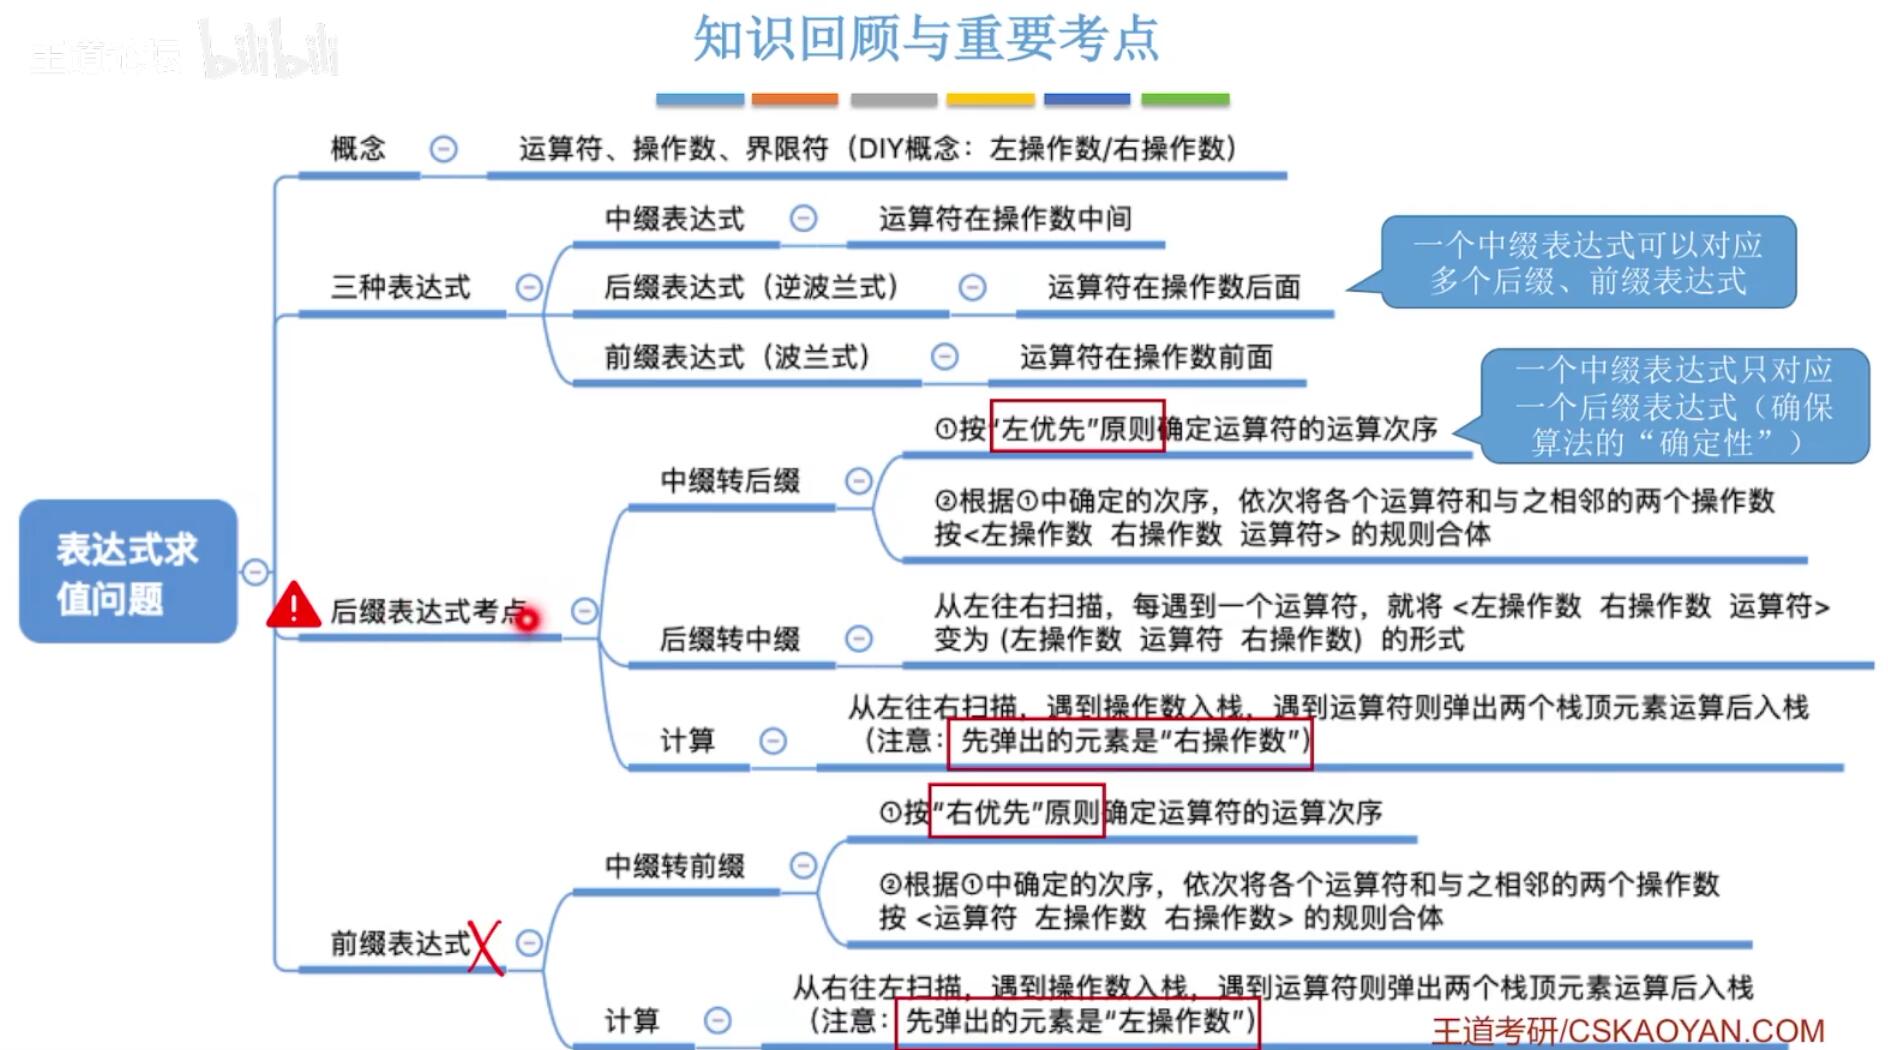 王道论坛 bilibili
知识回顾与重要考点
概念
运算符、操作数、界限符（DIY概念：左操作数/右操作数）
中缀表达式
运算符在操作数中间
一个中缀表达式可以对应
多个后缀、前缀表达式
三种表达式
后缀表达式（逆波兰式）
运算符在操作数后面
前缀表达式（波兰式）
运算符在操作数前面
一个中缀表达式只对应
一个后缀表达式（确保
算法的“确定性”）
①按“左优先”原则确定运算符的运算次序
中缀转后缀
②根据①中确定的次序，依次将各个运算符和与之相邻的两个操作数
按<左操作数 右操作数 运算符> 的规则合体
表达式求
值问题
后缀表达式考点
从左往右扫描，每遇到一个运算符，就将 <左操作数 右操作数 运算符>
变为 (左操作数 运算符 右操作数) 的形式
后缀转中缀
从左往右扫描，遇到操作数入栈，遇到运算符则弹出两个栈顶元素运算后入栈
（注意：先弹出的元素是“右操作数”）
计算
①按“右优先”原则确定运算符的运算次序
中缀转前缀
②根据①中确定的次序，依次将各个运算符和与之相邻的两个操作数
按 <运算符 左操作数 右操作数> 的规则合体
前缀表达式
从右往左扫描，遇到操作数入栈，遇到运算符则弹出两个栈顶元素运算后入栈
（注意：先弹出的元素是“左操作数”）
计算
王道考研/CSKAOYAN.COM